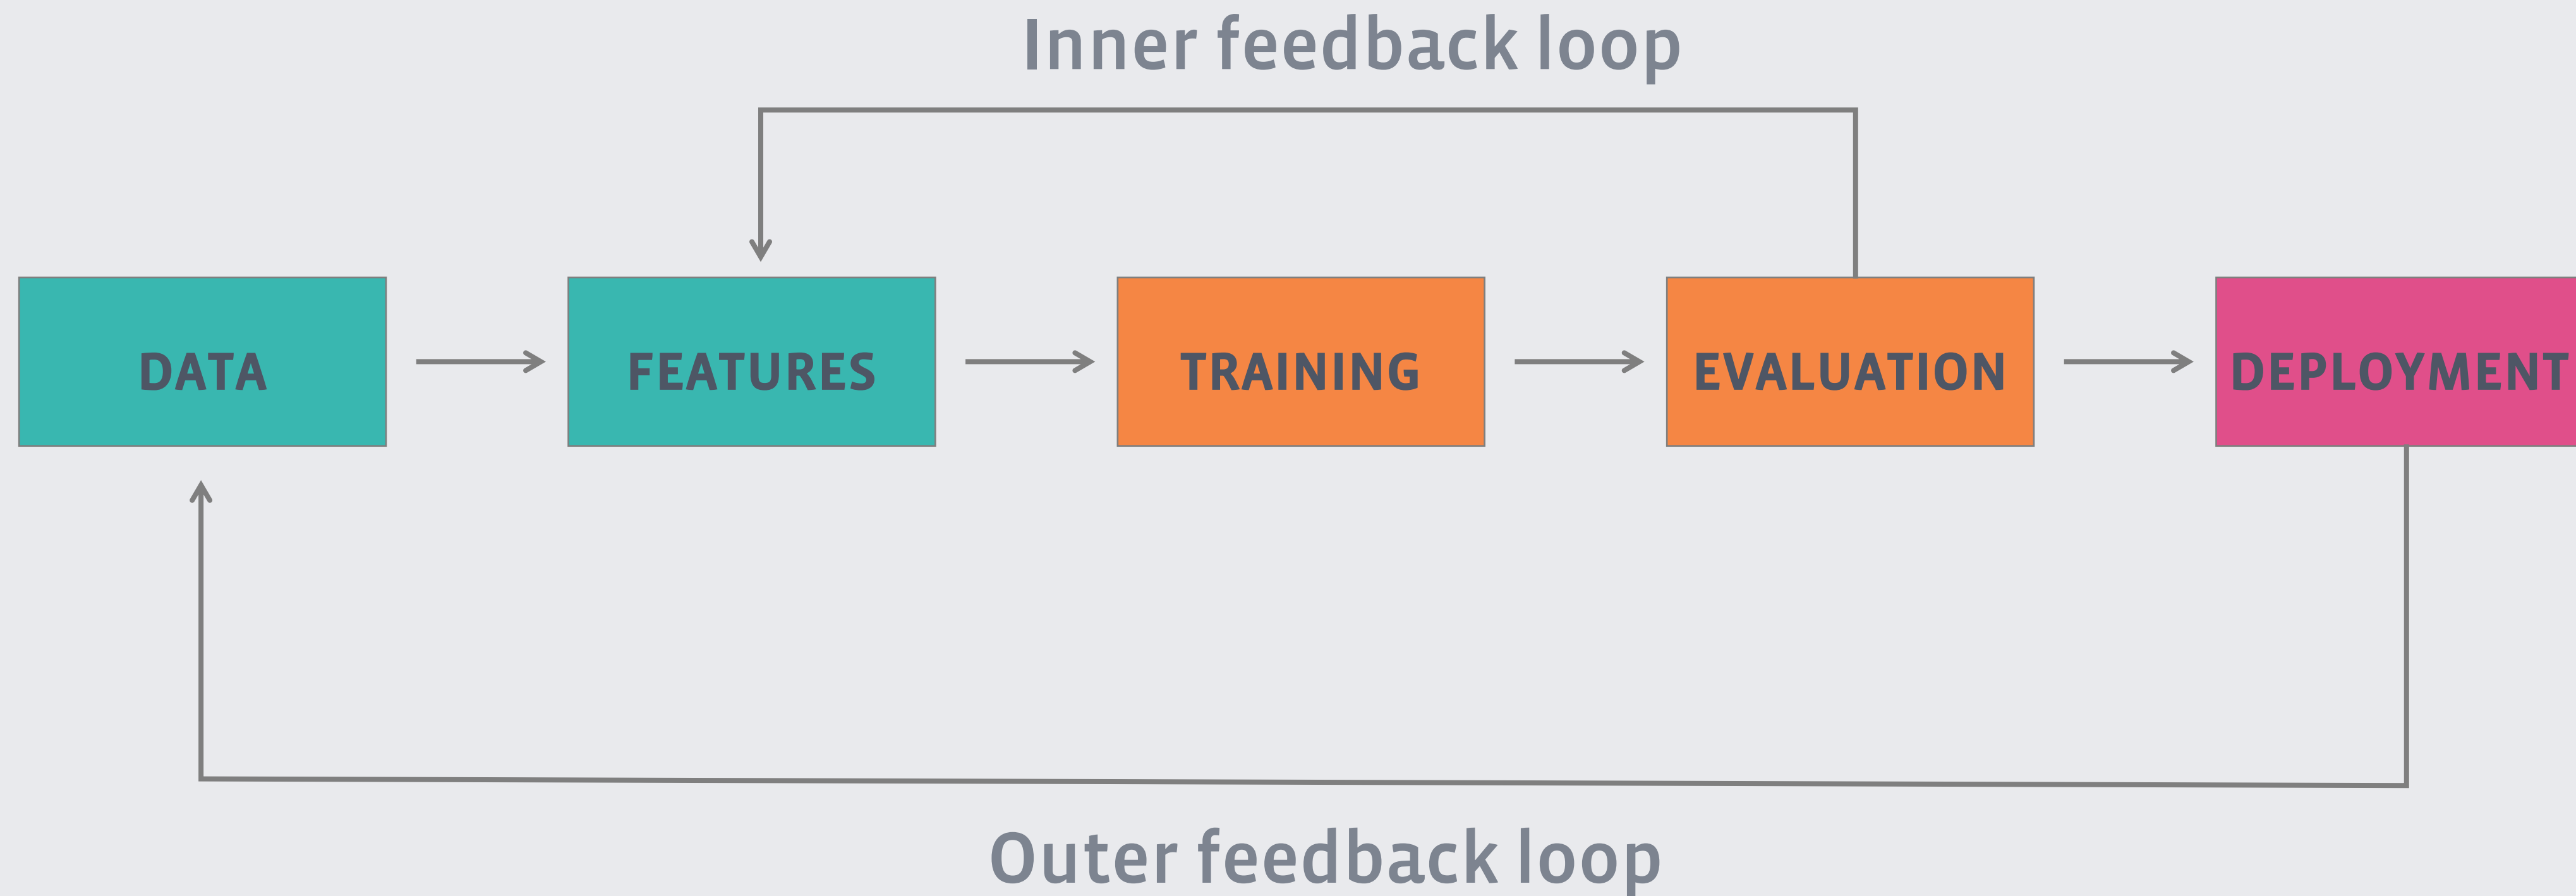 Inner feedback loop
DATA
FEATURES
TRAINING
EVALUATION
DEPLOYMENT
Outer feedback loop